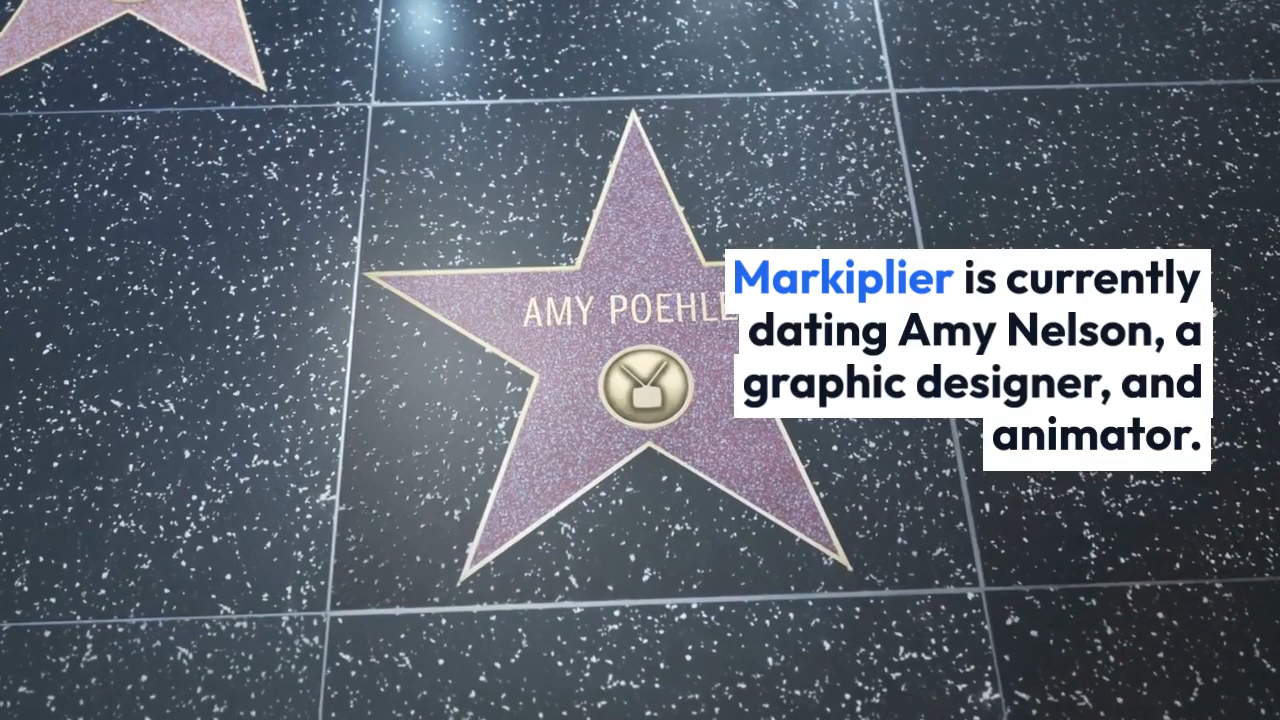 AMY POEHLE
Markiplier is currently
dating Amy Nelson, a
graphic designer, and
animator.